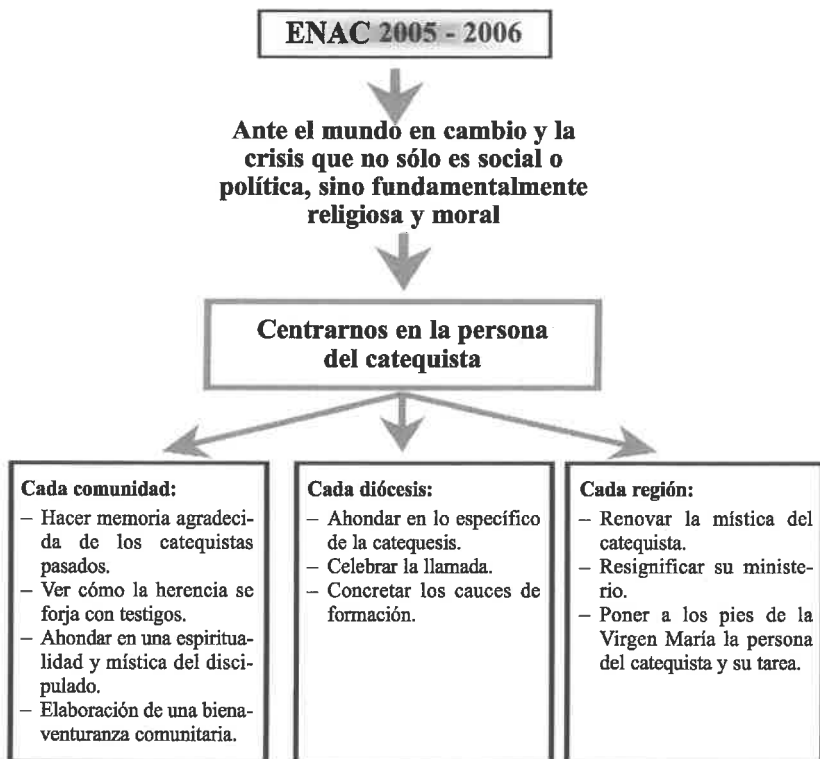 ENAC 2005 - 2006
Ante el mundo en cambio y la
crisis que no sólo es social o
política, sino fundamentalmente
religiosa y moral
Centrarnos en la persona
del catequista
Cada comunidad:
– Hacer memoria agradeci-
da de los catequistas
pasados.
– Ver cómo la herencia se
forja con testigos.
– Ahondar en una espiritua-
lidad y mística del disci-
pulado.
– Elaboración de una biena-
venturanza comunitaria.
Cada diócesis:
– Ahondar en lo específico
de la catequesis.
– Celebrar la llamada.
– Concretar los cauces de
formación.
Cada región:
– Renovar la mística del
catequista.
– Resignificar su ministe-
rio.
– Poner a los pies de la
Virgen María la persona
del catequista y su tarea.